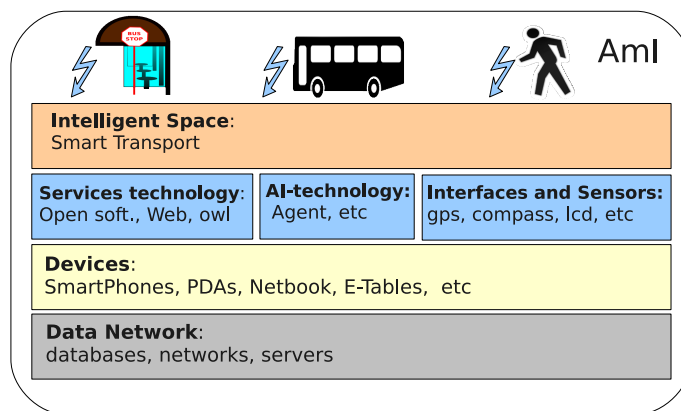 BUS
STOP
AmI
Intelligent Space:
Smart Transport
Services technology:
Open soft., Web, owl
AI-technology:
Agent, etc
Interfaces and Sensors:
gps, compass, lcd, etc
Devices:
SmartPhones, PDAs, Netbook, E-Tables, etc
Data Network:
databases, networks, servers